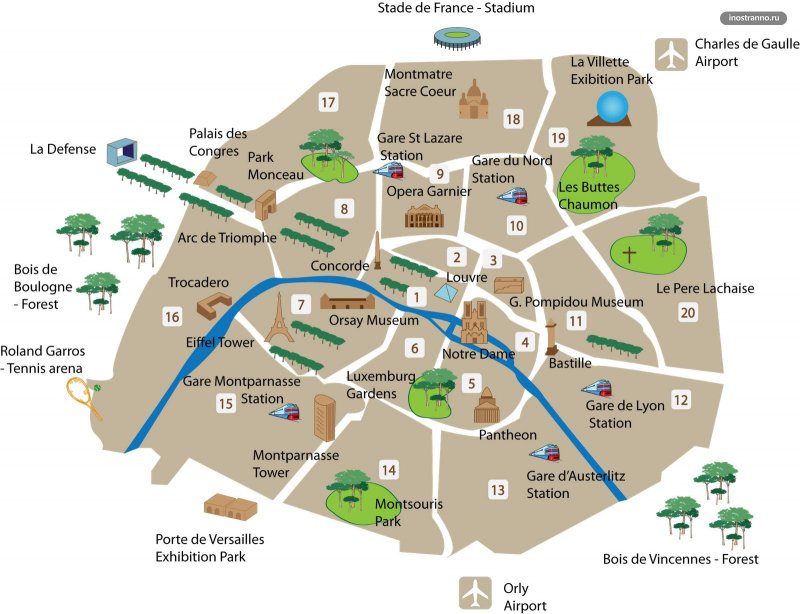 Stade de France - Stadium
inostranno.ru
Charles de Gaulle
Airport
La Villette
Exibition Park
Montmatre
Sacre Coeur
17
18
19
Palais des
Congres
La Defense
Gare St Lazare
Station
Park
Monceau
9
Gare du Nord
Station
Opera Garnier
Les Buttes
Chaumon
8
10
Arc de Triomphe
Concorde
2
3
Louvre
Bois de
Boulogne
- Forest
Trocadero
Le Pere Lachaise
16
7
1
G. Pompidou Museum
Orsay Museum
11
20
Eiffel Tower
6
Notre Dame
4
Roland Garros
- Tennis arena
Bastille
Gare Montparnasse
Station
Luxemburg
Gardens
5
15
12
Gare de Lyon
Station
Pantheon
Montparnasse
Tower
14
13
Gare d'Austerlitz
Station
Montsouris
Park
Porte de Versailles
Exhibition Park
Bois de Vincennes - Forest
Orly
Airport